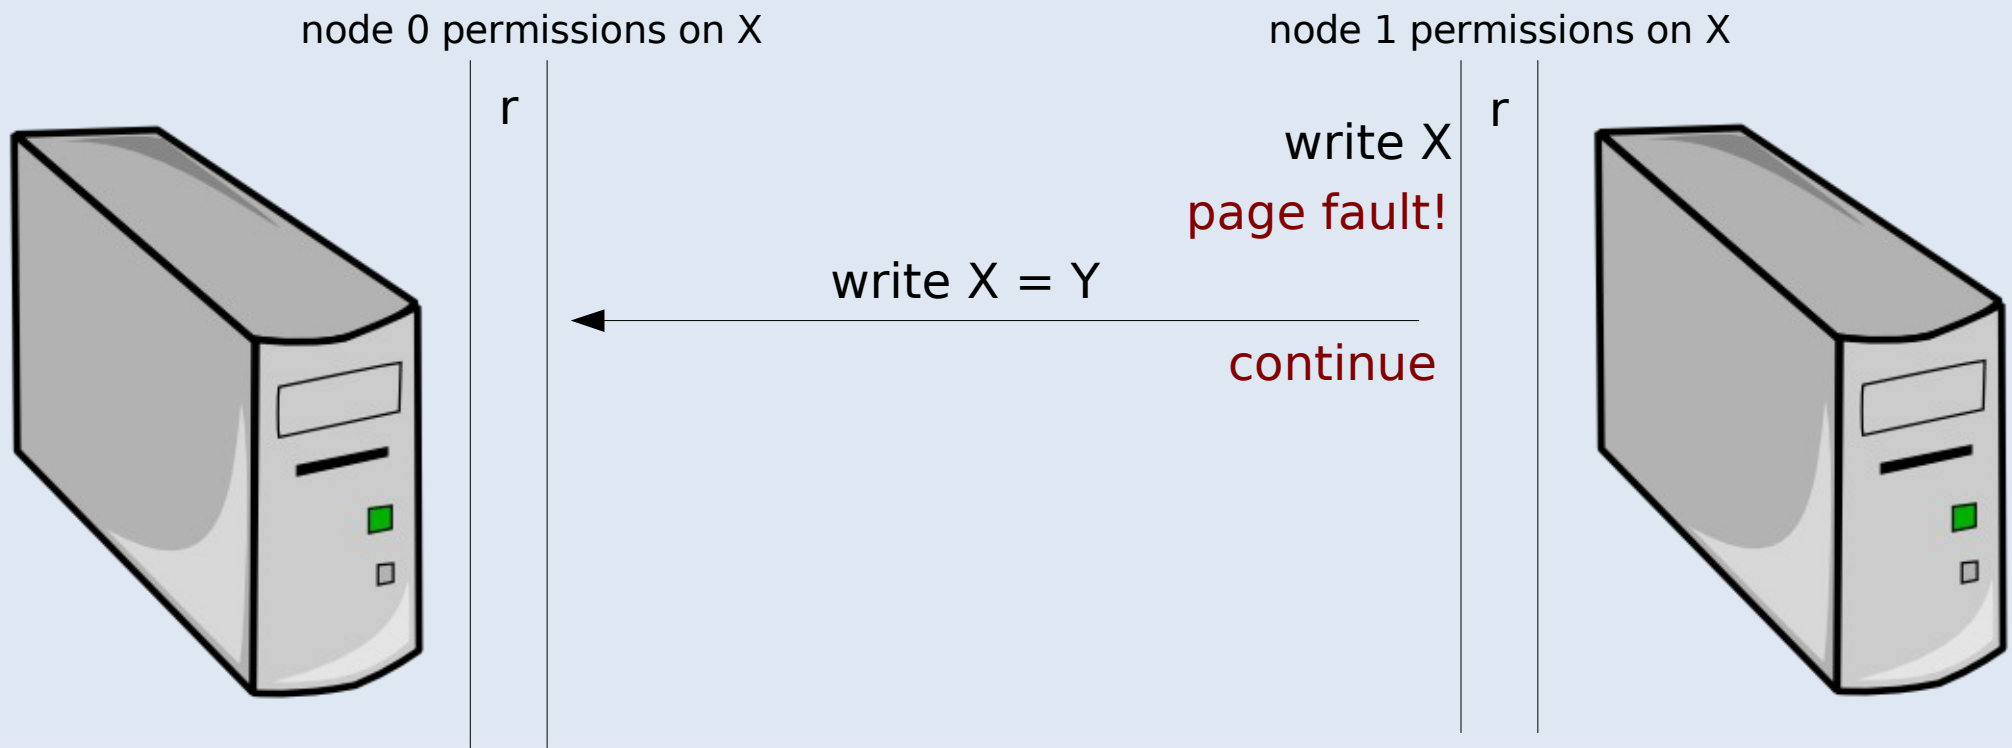 node 0 permissions on X
node 1 permissions on X
r
r
write X
page fault!
write X = Y
continue